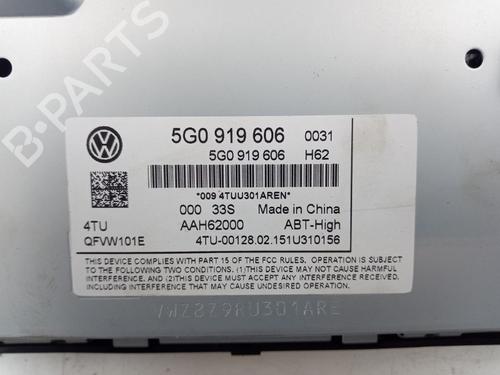 5G0 919 606 0031
5G0 919 606 H62
*009 4TUU301AREN*
000 33S Made in China
4TU AAH62000 ABT-High
QFVW101E 4TU-00128.02.151U310156
THIS DEVICE COMPLIES WITH PART 15 OF THE FCC RULES. OPERATION IS SUBJECT
TO THE FOLLOWING TWO CONDITIONS. (1)THIS DEVICE MAY NOT CAUSE
HARMFUL INTERFERENCE, AND (2)THIS DEVICE MUST ACCEPT ANY
INTERFERENCE RECEIVED, INCLUDING INTERFERENCE THAT MAY CAUSE
UNDESIRED OPERATION.
VWZ8Z9RU301ARE
B-PARTS